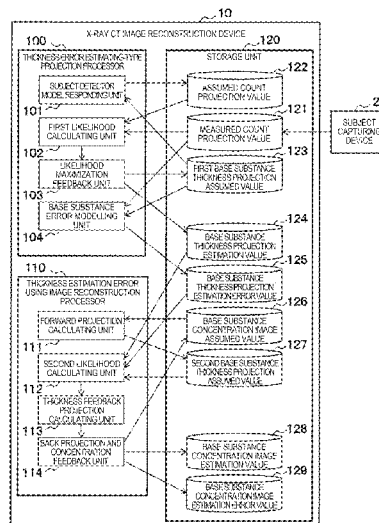 10
X-RAY CT IMAGE RECONSTRUCTION DEVICE
100
THICKNESS ERROR ESTIMATING-TYPE
PROJECTION PROCESSOR
SUBJECT DETECTOR
MODEL RESPONDING UNIT
101
FIRST LIKELIHOOD CALCULATING UNIT
102
LIKELIHOOD
MAXIMIZATION
FEEDBACK UNIT
103
BASE SUBSTANCE
ERROR MODELLING
UNIT
104
110
THICKNESS ESTIMATION ERROR
USING IMAGE RECONSTRUCTION
PROCESSOR
FORWARD PROJECTION
CALCULATING UNIT
111
SECOND LIKELIHOOD
CALCULATING UNIT
112
THICKNESS FEEDBACK
PROJECTION
CALCULATING UNIT
113
BACK PROJECTION AND
CONCENTRATION
FEEDBACK UNIT
114
120
STORAGE UNIT
122
ASSUMED COUNT
PROJECTION VALUE
121
MEASURED COUNT
PROJECTION VALUE
123
FIRST BASE SUBSTANCE
THICKNESS PROJECTION
ASSUMED VALUE
124
BASE SUBSTANCE
THICKNESS PROJECTION
ESTIMATION VALUE
125
BASE SUBSTANCE
THICKNESS PROJECTION
ESTIMATION ERROR VALUE
126
BASE SUBSTANCE
CONCENTRATION IMAGE
ASSUMED VALUE
127
SECOND BASE SUBSTANCE
THICKNESS PROJECTION
ASSUMED VALUE
128
BASE SUBSTANCE
CONCENTRATION IMAGE
ESTIMATION VALUE
129
BASE SUBSTANCE
CONCENTRATION IMAGE
ESTIMATION ERROR VALUE
SUBJECT
CAPTURING
DEVICE